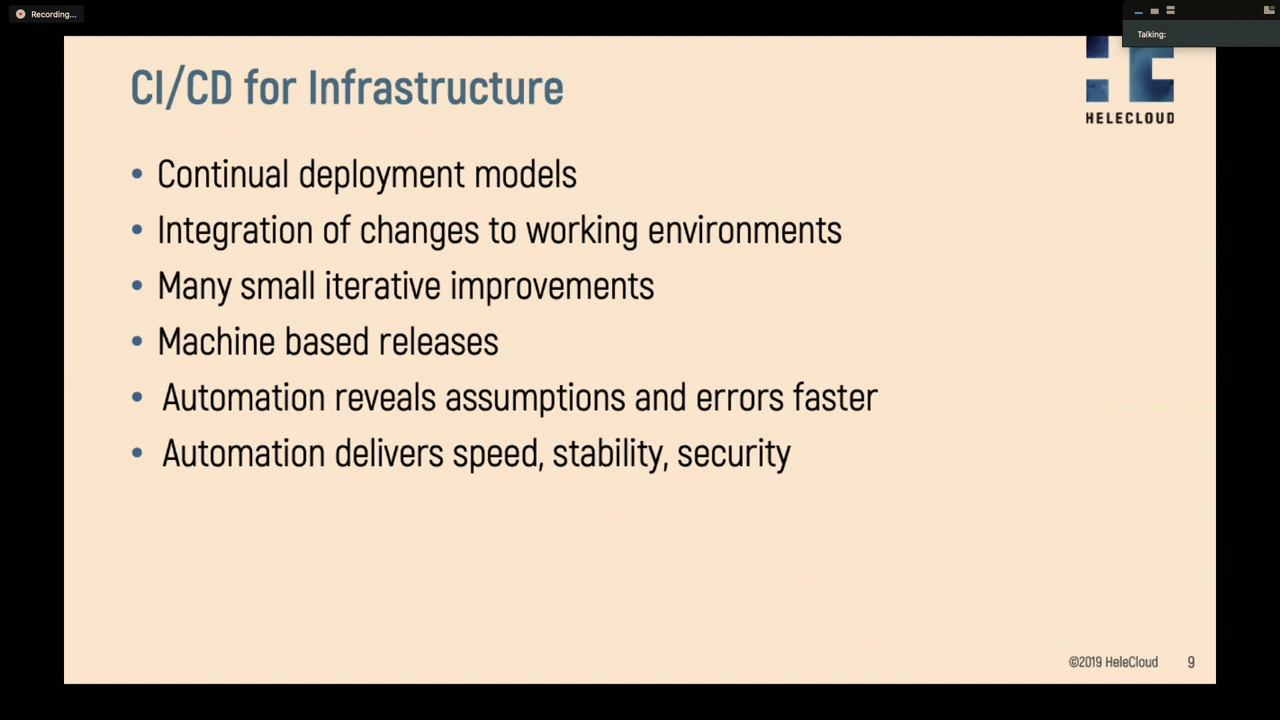 Recording...
Talking:
CI/CD for Infrastructure
HELECLOUD
• Continual deployment models
• Integration of changes to working environments
• Many small iterative improvements
• Machine based releases
• Automation reveals assumptions and errors faster
• Automation delivers speed, stability, security
©2019 HeleCloud 9